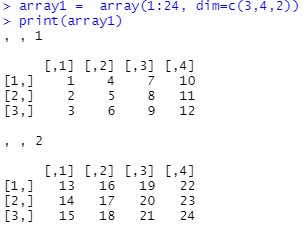 > array1 =  array(1:24, dim=c(3,4,2))
> print(array1)
, , 1
     [,1] [,2] [,3] [,4]
[1,]    1    4    7   10
[2,]    2    5    8   11
[3,]    3    6    9   12
, , 2
     [,1] [,2] [,3] [,4]
[1,]   13   16   19   22
[2,]   14   17   20   23
[3,]   15   18   21   24